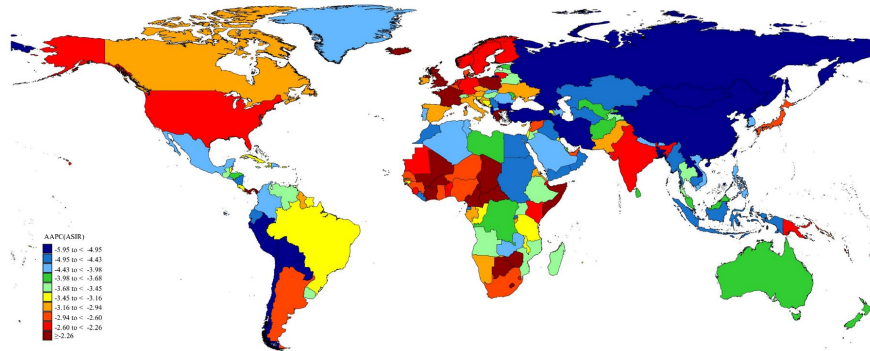 AAPC(ASIR)
-5.95 to < -4.95
-4.95 to < -4.43
-4.43 to < -3.98
-3.98 to < -3.68
-3.68 to < -3.45
-3.45 to < -3.16
-3.16 to < -2.94
-2.94 to < -2.60
-2.60 to < -2.26
≥-2.26